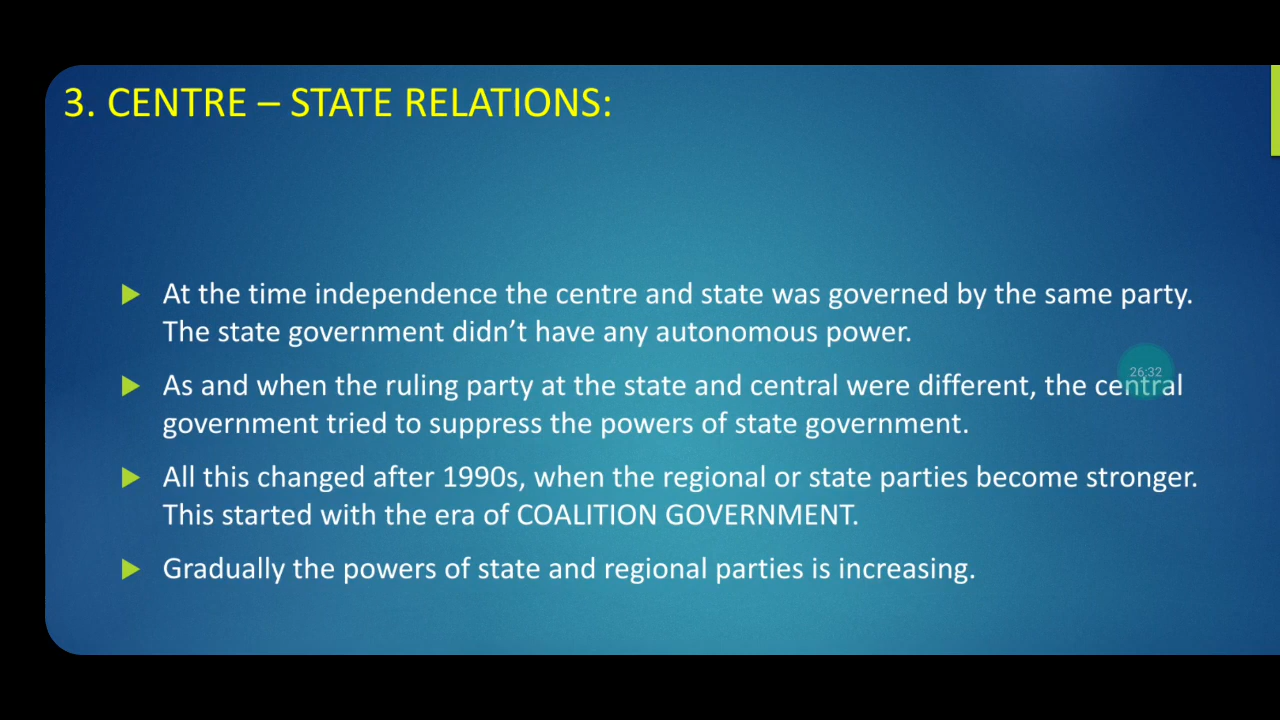 3. CENTRE – STATE RELATIONS:
At the time independence the centre and state was governed by the same party.
The state government didn’t have any autonomous power.
As and when the ruling party at the state and central were different, the central
26:32
government tried to suppress the powers of state government.
All this changed after 1990s, when the regional or state parties become stronger.
This started with the era of COALITION GOVERNMENT.
Gradually the powers of state and regional parties is increasing.